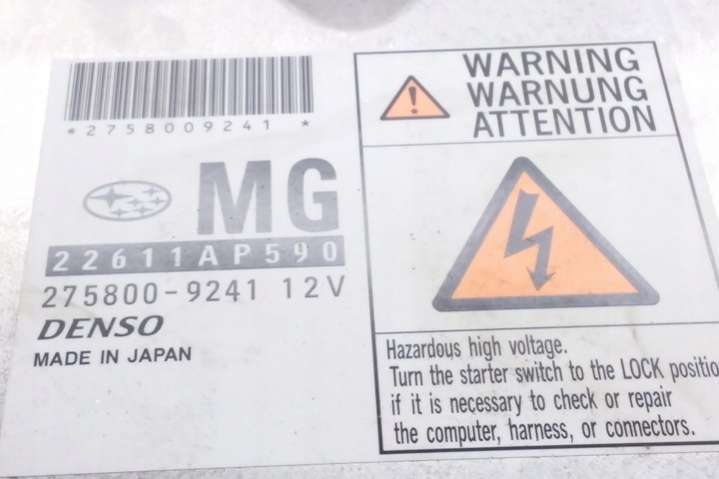 *2758009241*
MG
22611AP590
275800-9241 12V
DENSO
MADE IN JAPAN
WARNING
WARNUNG
ATTENTION
Hazardous high voltage.
Turn the starter switch to the LOCK positio
if it is necessary to check or repair
the computer, harness, or connectors.